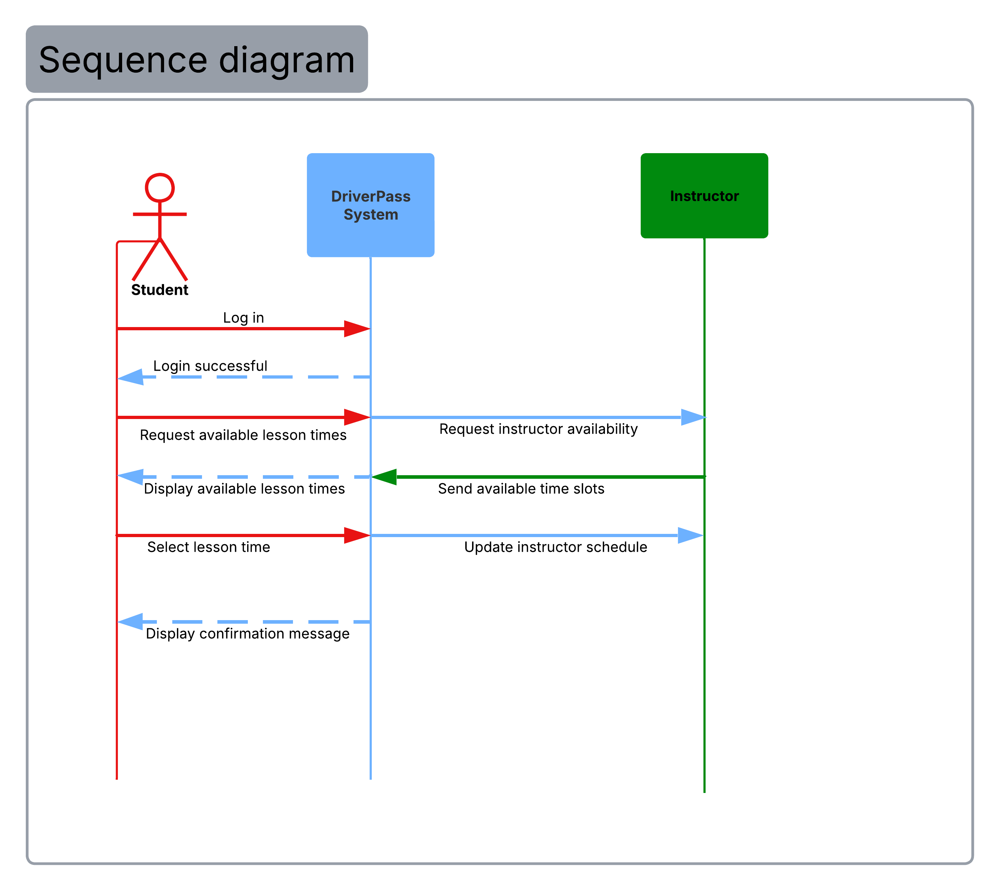 Sequence diagram
DriverPass
System
Instructor
Student
Log in
Login successful
Request available lesson times
Request instructor availability
Display available lesson times
Send available time slots
Select lesson time
Update instructor schedule
Display confirmation message